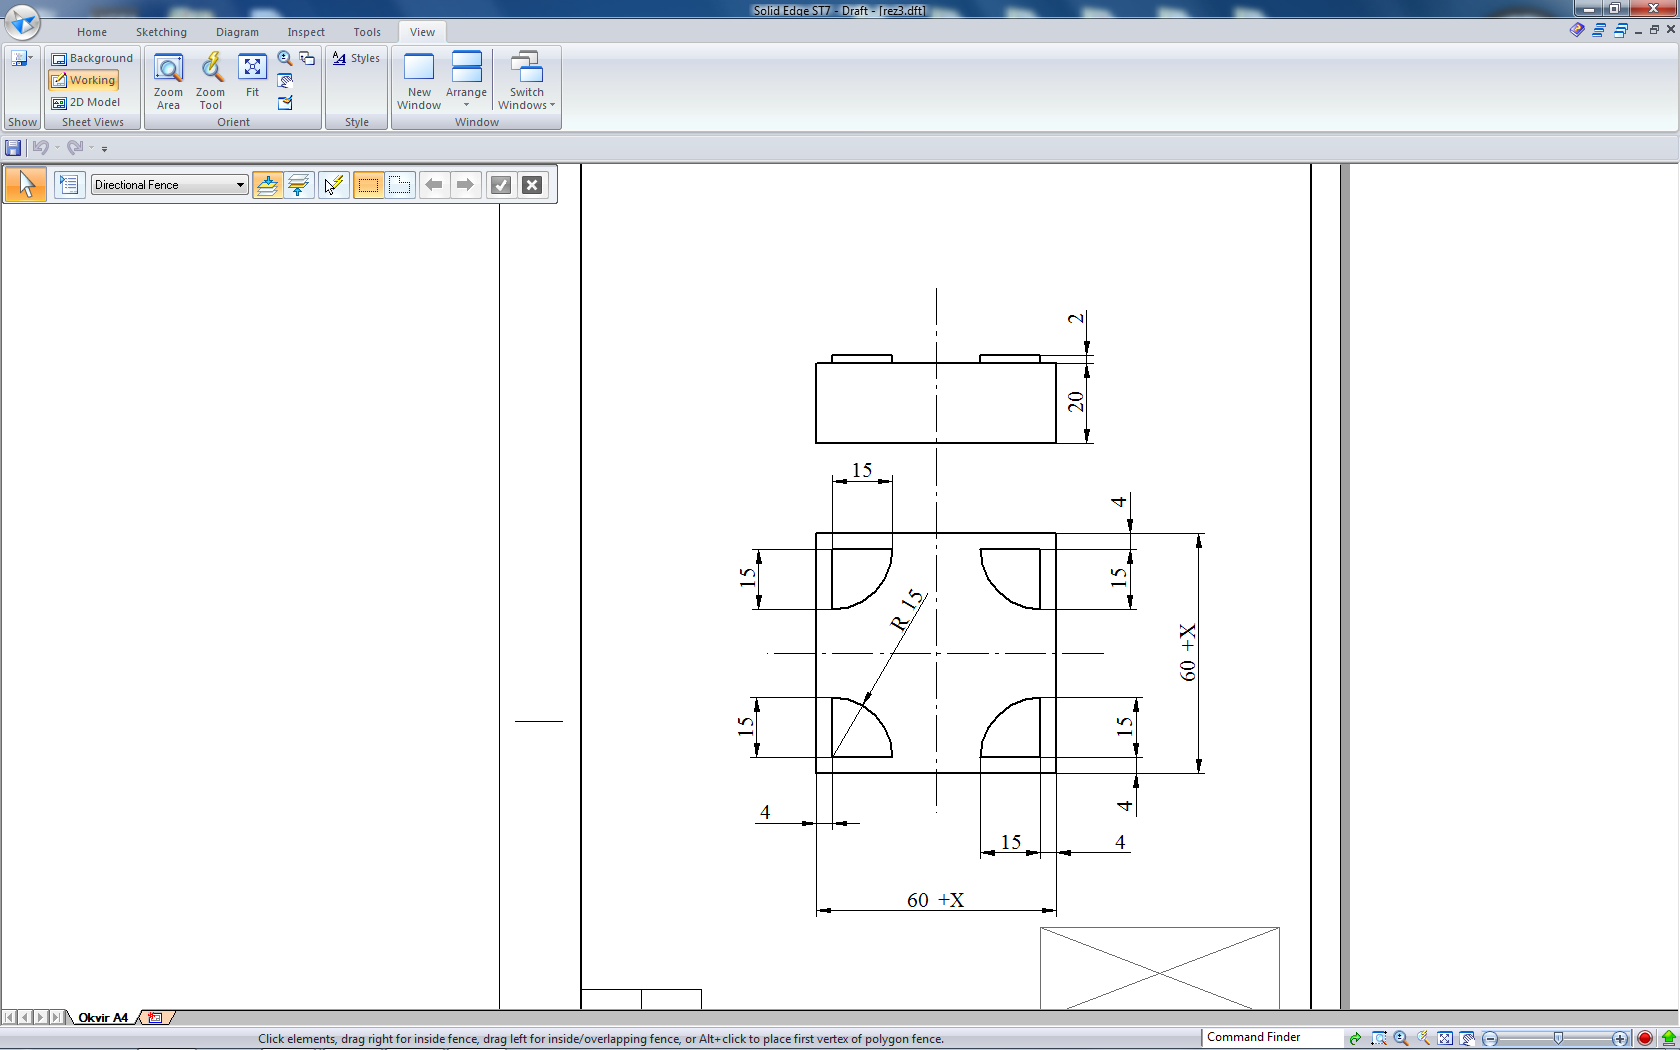 Solid Edge ST7 - Draft - [rez3.dft]
Home Sketching Diagram Inspect Tools View
Background
Working
2D Model
Zoom Area
Zoom Tool
Fit
Styles
New Window
Arrange
Switch Windows
Show Sheet Views Orient Style Window
Directional Fence
2
20
15
4
15
15
R 15
60 +X
15
15
4
4
15
4
60 +X
Okvir A4
Click elements, drag right for inside fence, drag left for inside/overlapping fence, or Alt+click to place first vertex of polygon fence.
Command Finder